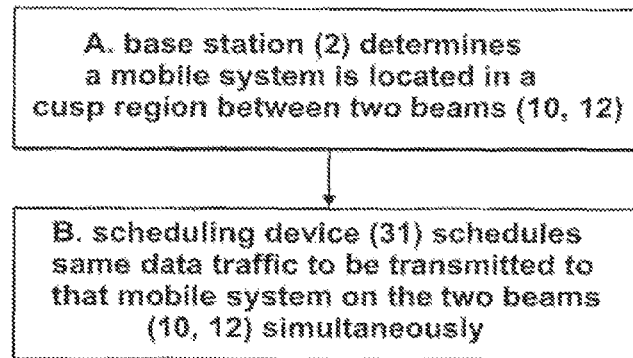 A. base station (2) determines
a mobile system is located in a
cusp region between two beams (10, 12)
B. scheduling device (31) schedules
same data traffic to be transmitted to
that mobile system on the two beams
(10, 12) simultaneously